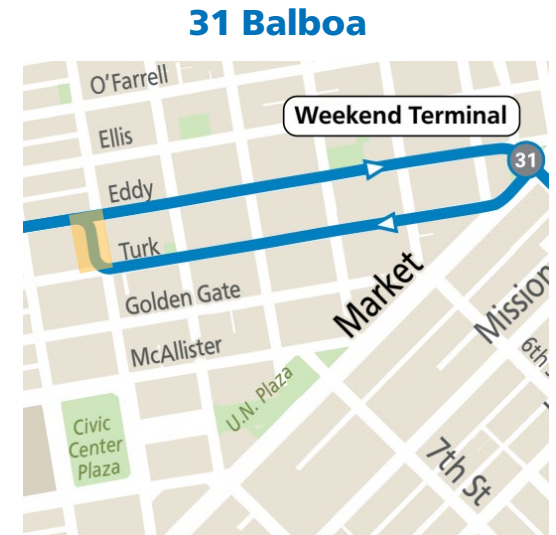 31 Balboa
O'Farrell
Weekend Terminal
Ellis
31
Eddy
Turk
Golden Gate
Market
Mission
McAllister
6th
U.N. Plaza
Civic
Center
Plaza
7th St